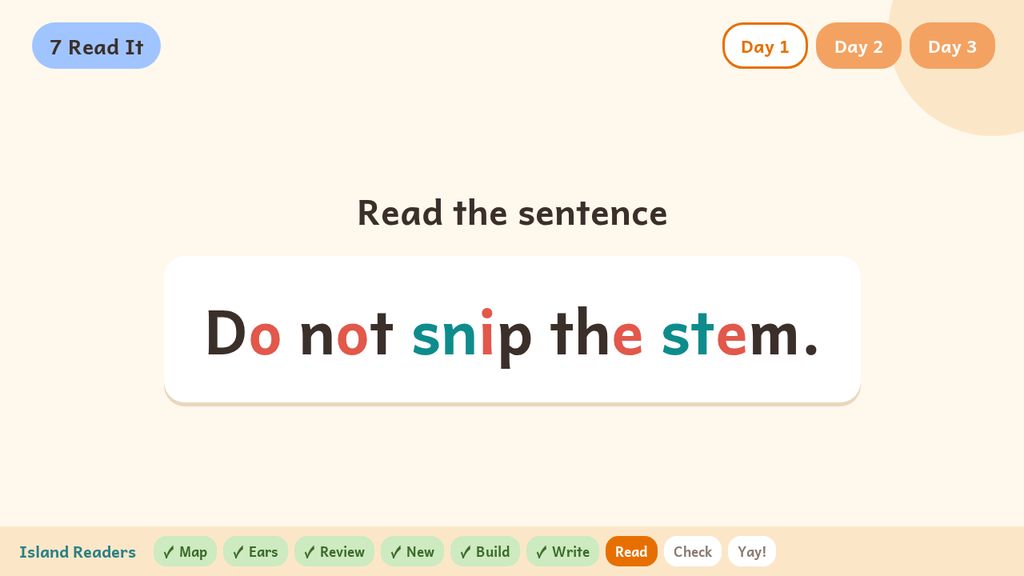 7 Read It
Day 1 Day 2 Day 3
Read the sentence
Do not snip the stem.
Island Readers ✓ Map ✓ Ears ✓ Review ✓ New ✓ Build ✓ Write Read Check Yay!